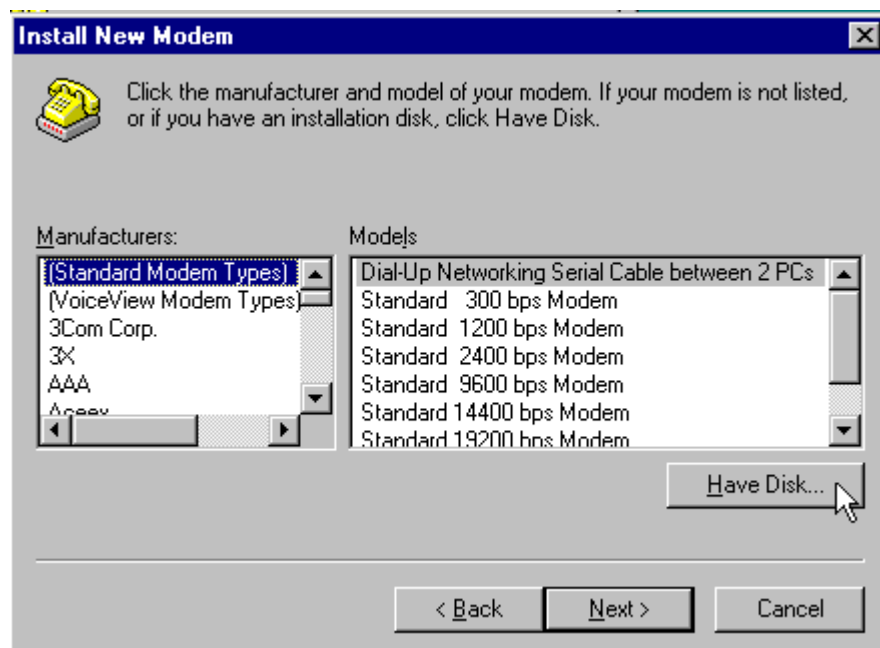 Install New Modem
Click the manufacturer and model of your modem. If your modem is not listed,
or if you have an installation disk, click Have Disk.
Manufacturers:
(Standard Modem Types)
(VoiceView Modem Types)
3Com Corp.
3X
AAA
Aceex
Models
Dial-Up Networking Serial Cable between 2 PCs
Standard 300 bps Modem
Standard 1200 bps Modem
Standard 2400 bps Modem
Standard 9600 bps Modem
Standard 14400 bps Modem
Standard 19200 bps Modem
Have Disk...
< Back
Next >
Cancel